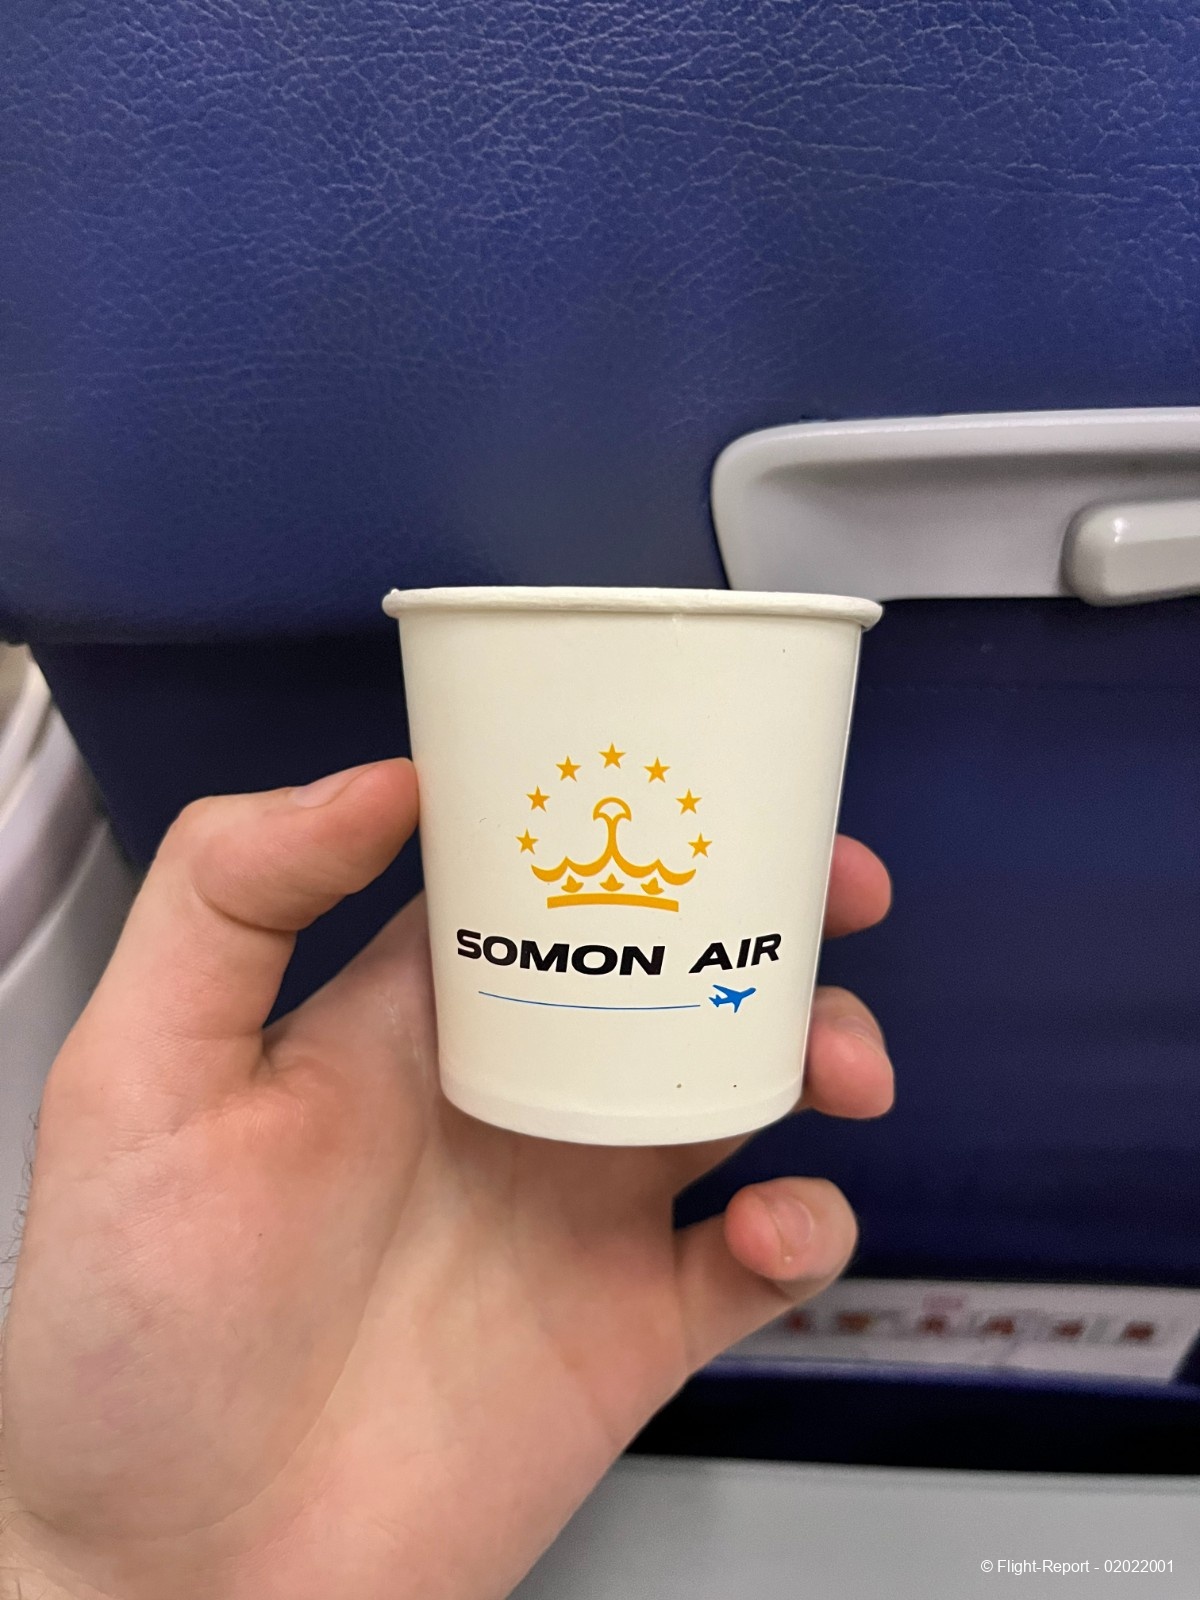 SOMON AIR
© Flight-Report - 02022001